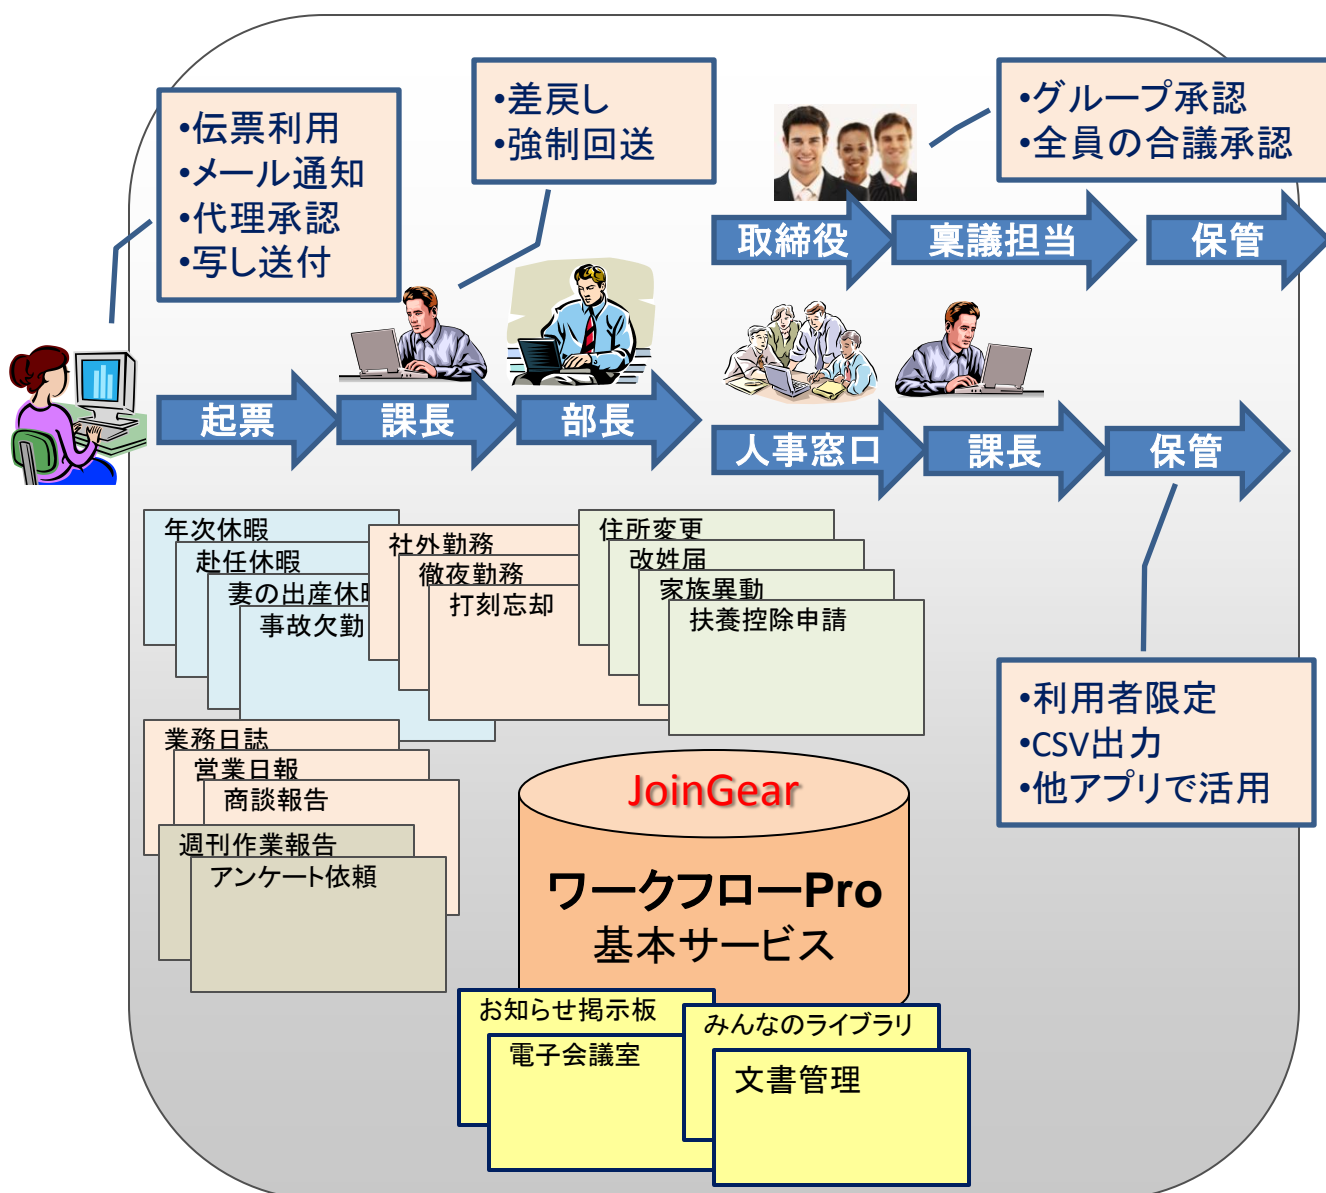 •伝票利用
•メール通知
•代理承認
•写し送付
•差戻し
•強制回送
•グループ承認
•全員の合議承認
取締役
稟議担当
保管
起票
課長
部長
人事窓口
課長
保管
年次休暇
赴任休暇
妻の出産休暇
事故欠勤
社外勤務
徹夜勤務
打刻忘却
住所変更
改姓届
家族異動
扶養控除申請
•利用者限定
•CSV出力
•他アプリで活用
業務日誌
営業日報
商談報告
週刊作業報告
アンケート依頼
JoinGear
ワークフローPro
基本サービス
お知らせ掲示板
電子会議室
みんなのライブラリ
文書管理